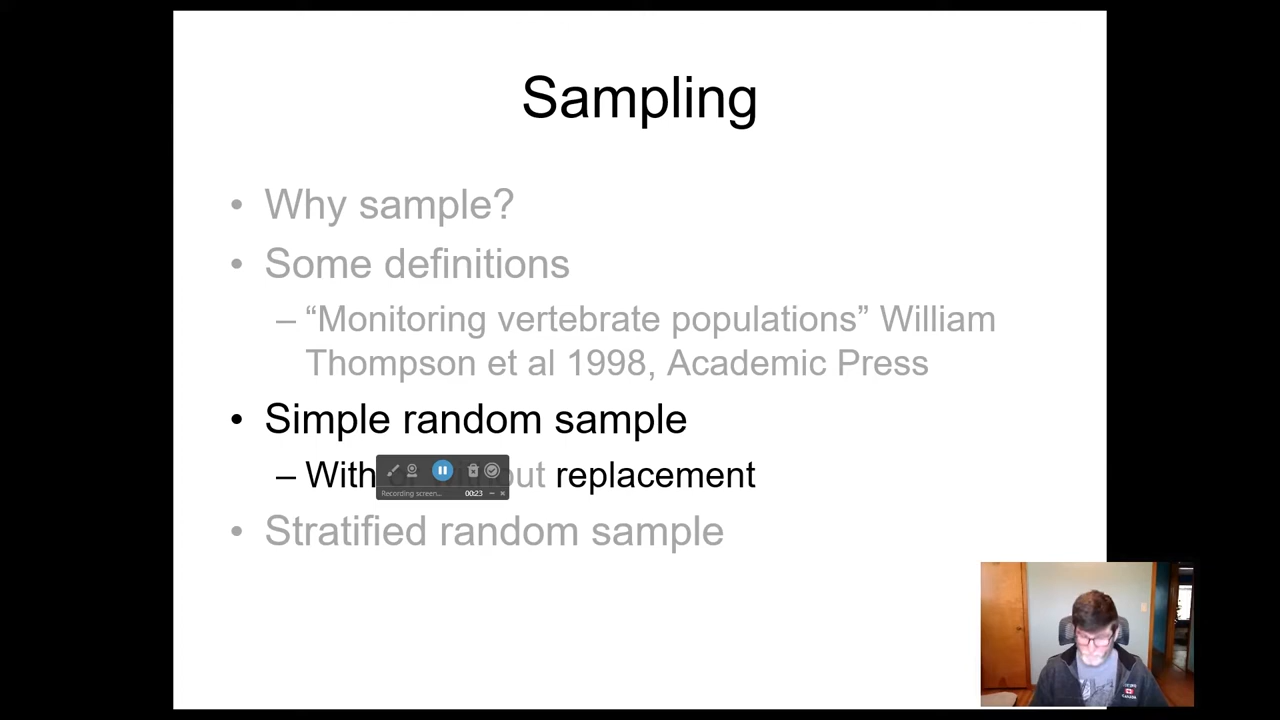 Sampling
• Why sample?
• Some definitions
– “Monitoring vertebrate populations” William
Thompson et al 1998, Academic Press
• Simple random sample
– With replacement
Recording screen... 00:23
• Stratified random sample